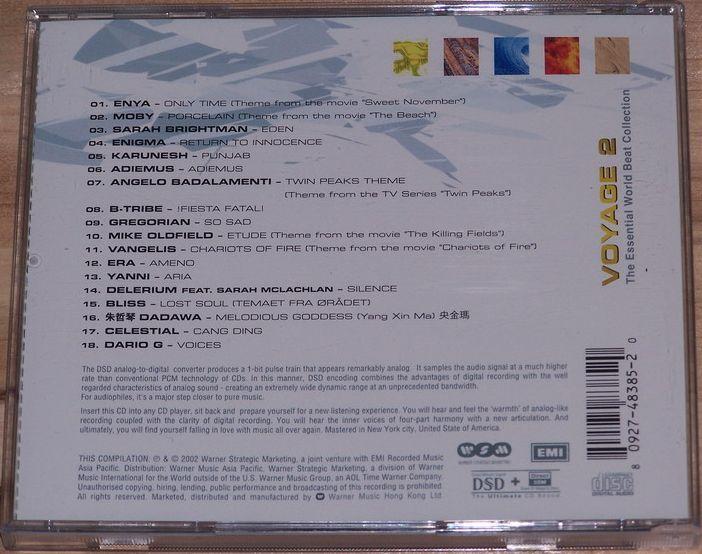 01. ENYA – ONLY TIME (Theme from the movie "Sweet November")
02. MOBY – PORCELAIN (Theme from the movie "The Beach")
03. SARAH BRIGHTMAN – EDEN
04. ENIGMA – RETURN TO INNOCENCE
05. KARUNESH – PUNJAB
06. ADIEMUS – ADIEMUS
07. ANGELO BADALAMENTI – TWIN PEAKS THEME
(Theme from the TV Series "Twin Peaks")
08. B-TRIBE – !FIESTA FATAL!
09. GREGORIAN – SO SAD
10. MIKE OLDFIELD – ETUDE (Theme from the movie "The Killing Fields")
11. VANGELIS – CHARIOTS OF FIRE (Theme from the movie "Chariots of Fire")
12. ERA – AMENO
13. YANNI – ARIA
14. DELERIUM FEAT. SARAH MCLACHLAN – SILENCE
15. BLISS – LOST SOUL (TEMAET FRA ØRÅDET)
16. 朱哲琴 DADAWA – MELODIOUS GODDESS (Yang Xin Ma) 央金瑪
17. CELESTIAL – CANG DING
18. DARIO G – VOICES
The DSD analog-to-digital converter produces a 1-bit pulse train that appears remarkably analog. It samples the audio signal at a much higher
rate than conventional PCM technology of CDs. In this manner, DSD encoding combines the advantages of digital recording with the well
regarded characteristics of analog sound - creating an extremely wide dynamic range at an unprecedented bandwidth.
For audiophiles, it's a major step closer to pure music.
Insert this CD into any CD player, sit back and prepare yourself for a new listening experience. You will hear and feel the 'warmth' of analog-like
recording coupled with the clarity of digital recording. You will hear the inner voices of four-part harmony with a new articulation. And
ultimately, you will find yourself falling in love with music all over again. Mastered in New York city, United State of America.
THIS COMPILATION: ℗ & © 2002 Warner Strategic Marketing, a joint venture with EMI Recorded Music
Asia Pacific. Distribution: Warner Music Asia Pacific. Warner Strategic Marketing, a division of Warner
Music International for the world outside of the U.S. Warner Music Group, an AOL Time Warner Company.
Unauthorised copying, hiring, lending, public performance and broadcasting of this recording is prohibited.
All rights reserved. Marketed, distributed and manufactured by Warner Music Hong Kong Ltd.
VOYAGE 2
The Essential World Beat Collection
8 0927-48385-2 0
wsm
EMI
DSD + Direct
SBM
The Ultimate CD Sound
COMPACT
disc
DIGITAL AUDIO